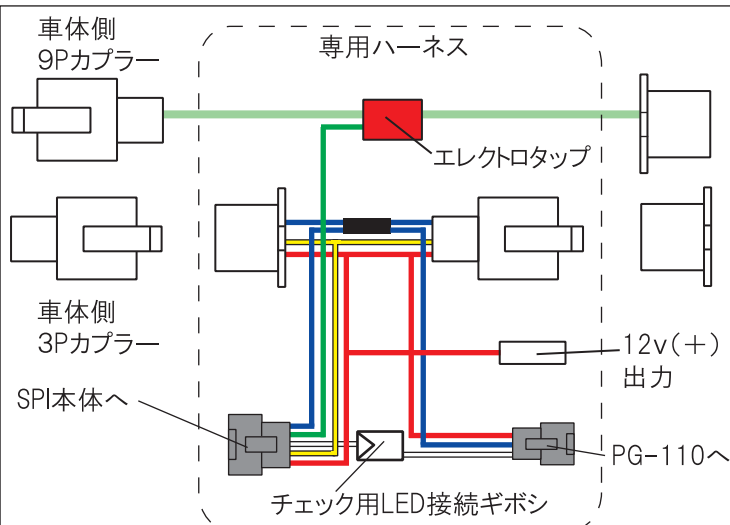 車体側
9Pカプラー
専用ハーネス
エレクトロタップ
車体側
3Pカプラー
12v(+)
出力
SPI本体へ
PG-110へ
チェック用LED接続ギボシ